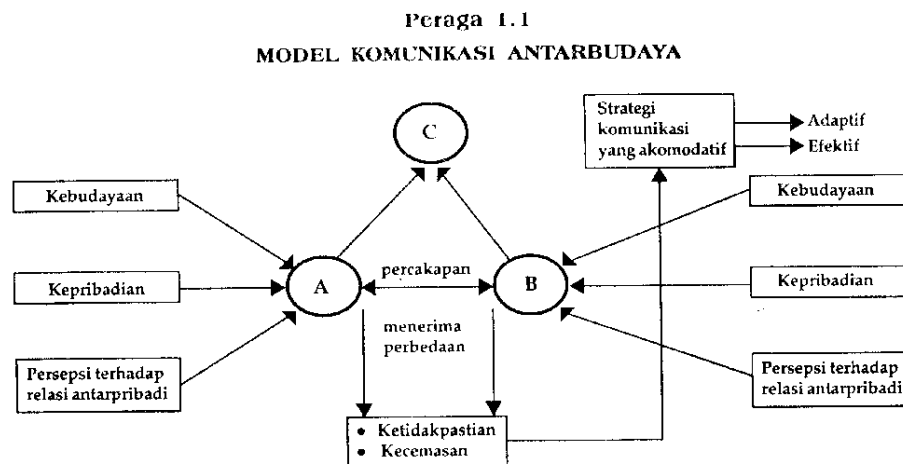 Peraga 1.1
MODEL KOMUNIKASI ANTARBUDAYA
C
Strategi
komunikasi
yang akomodatif
Adaptif
Efektif
Kebudayaan
Kebudayaan
A
percakapan
B
Kepribadian
Kepribadian
menerima
perbedaan
Persepsi terhadap
relasi antarpribadi
Persepsi terhadap
relasi antarpribadi
• Ketidakpastian
• Kecemasan